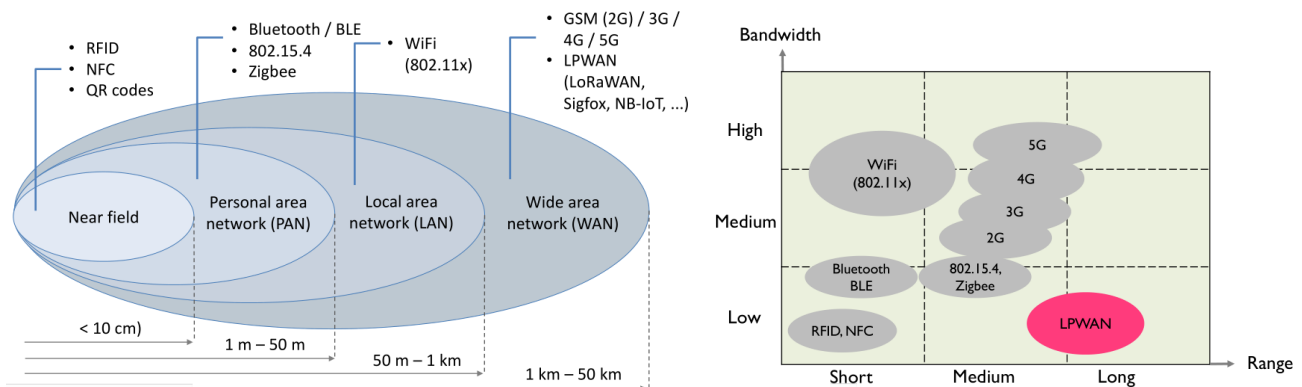 • RFID
• NFC
• QR codes
• Bluetooth / BLE
• 802.15.4
• Zigbee
• WiFi
(802.11x)
• GSM (2G) / 3G /
4G / 5G
• LPWAN
(LoRaWAN,
Sigfox, NB-IoT, ...)
Near field
Personal area
network (PAN)
Local area
network (LAN)
Wide area
network (WAN)
< 10 cm)
1 m – 50 m
50 m – 1 km
1 km – 50 km
Bandwidth
High
Medium
Low
WiFi
(802.11x)
5G
4G
3G
2G
Bluetooth
BLE
802.15.4,
Zigbee
RFID, NFC
LPWAN
Short
Medium
Long
Range